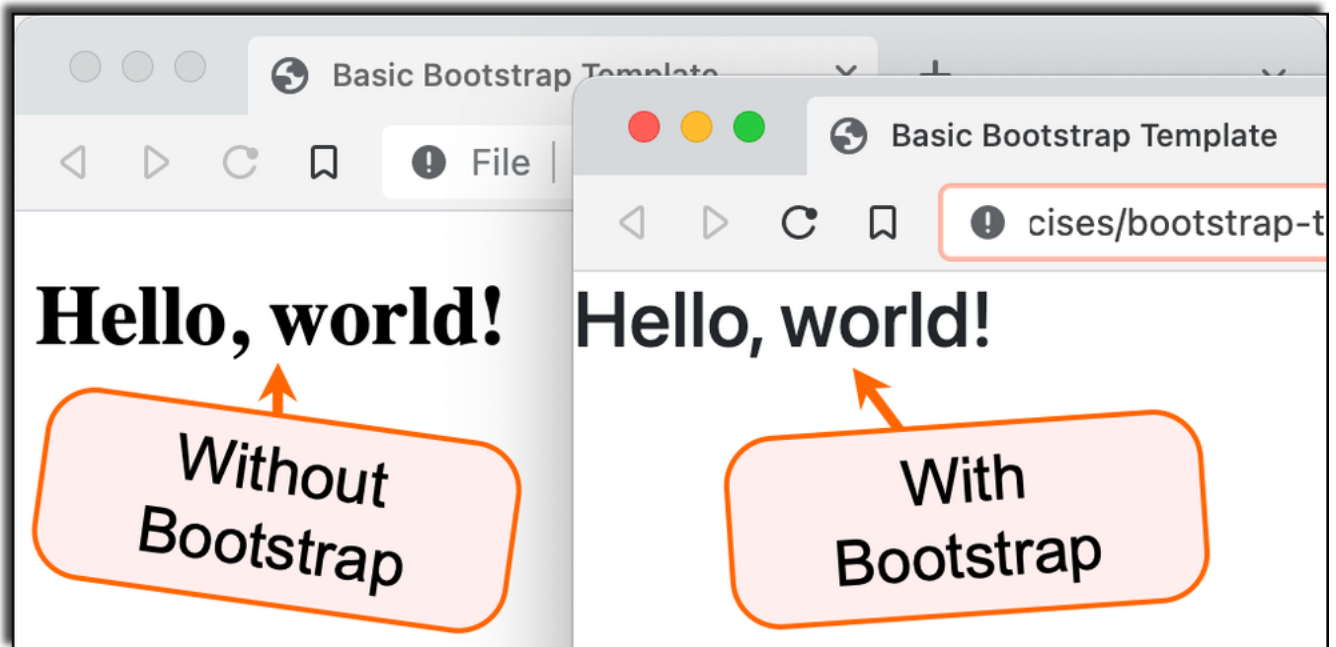 Basic Bootstrap Template
File |
Hello, world!
Without
Bootstrap
Basic Bootstrap Template
cises/bootstrap-t
Hello, world!
With
Bootstrap